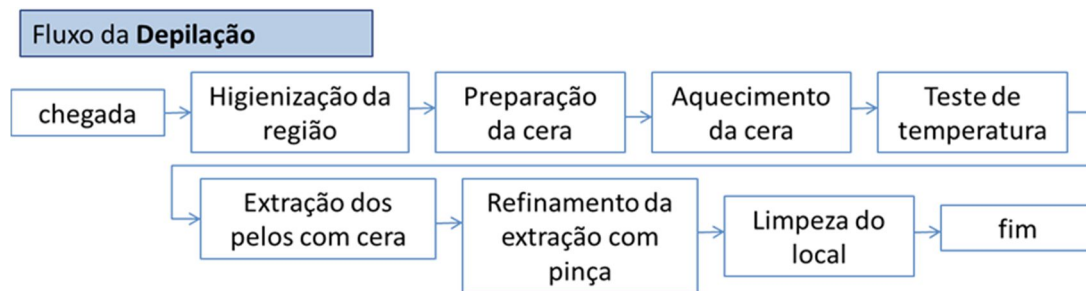 Fluxo da Depilação
chegada
Higienização da
região
Preparação
da cera
Aquecimento
da cera
Teste de
temperatura
Extração dos
pelos com cera
Refinamento da
extração com
pinça
Limpeza do
local
fim